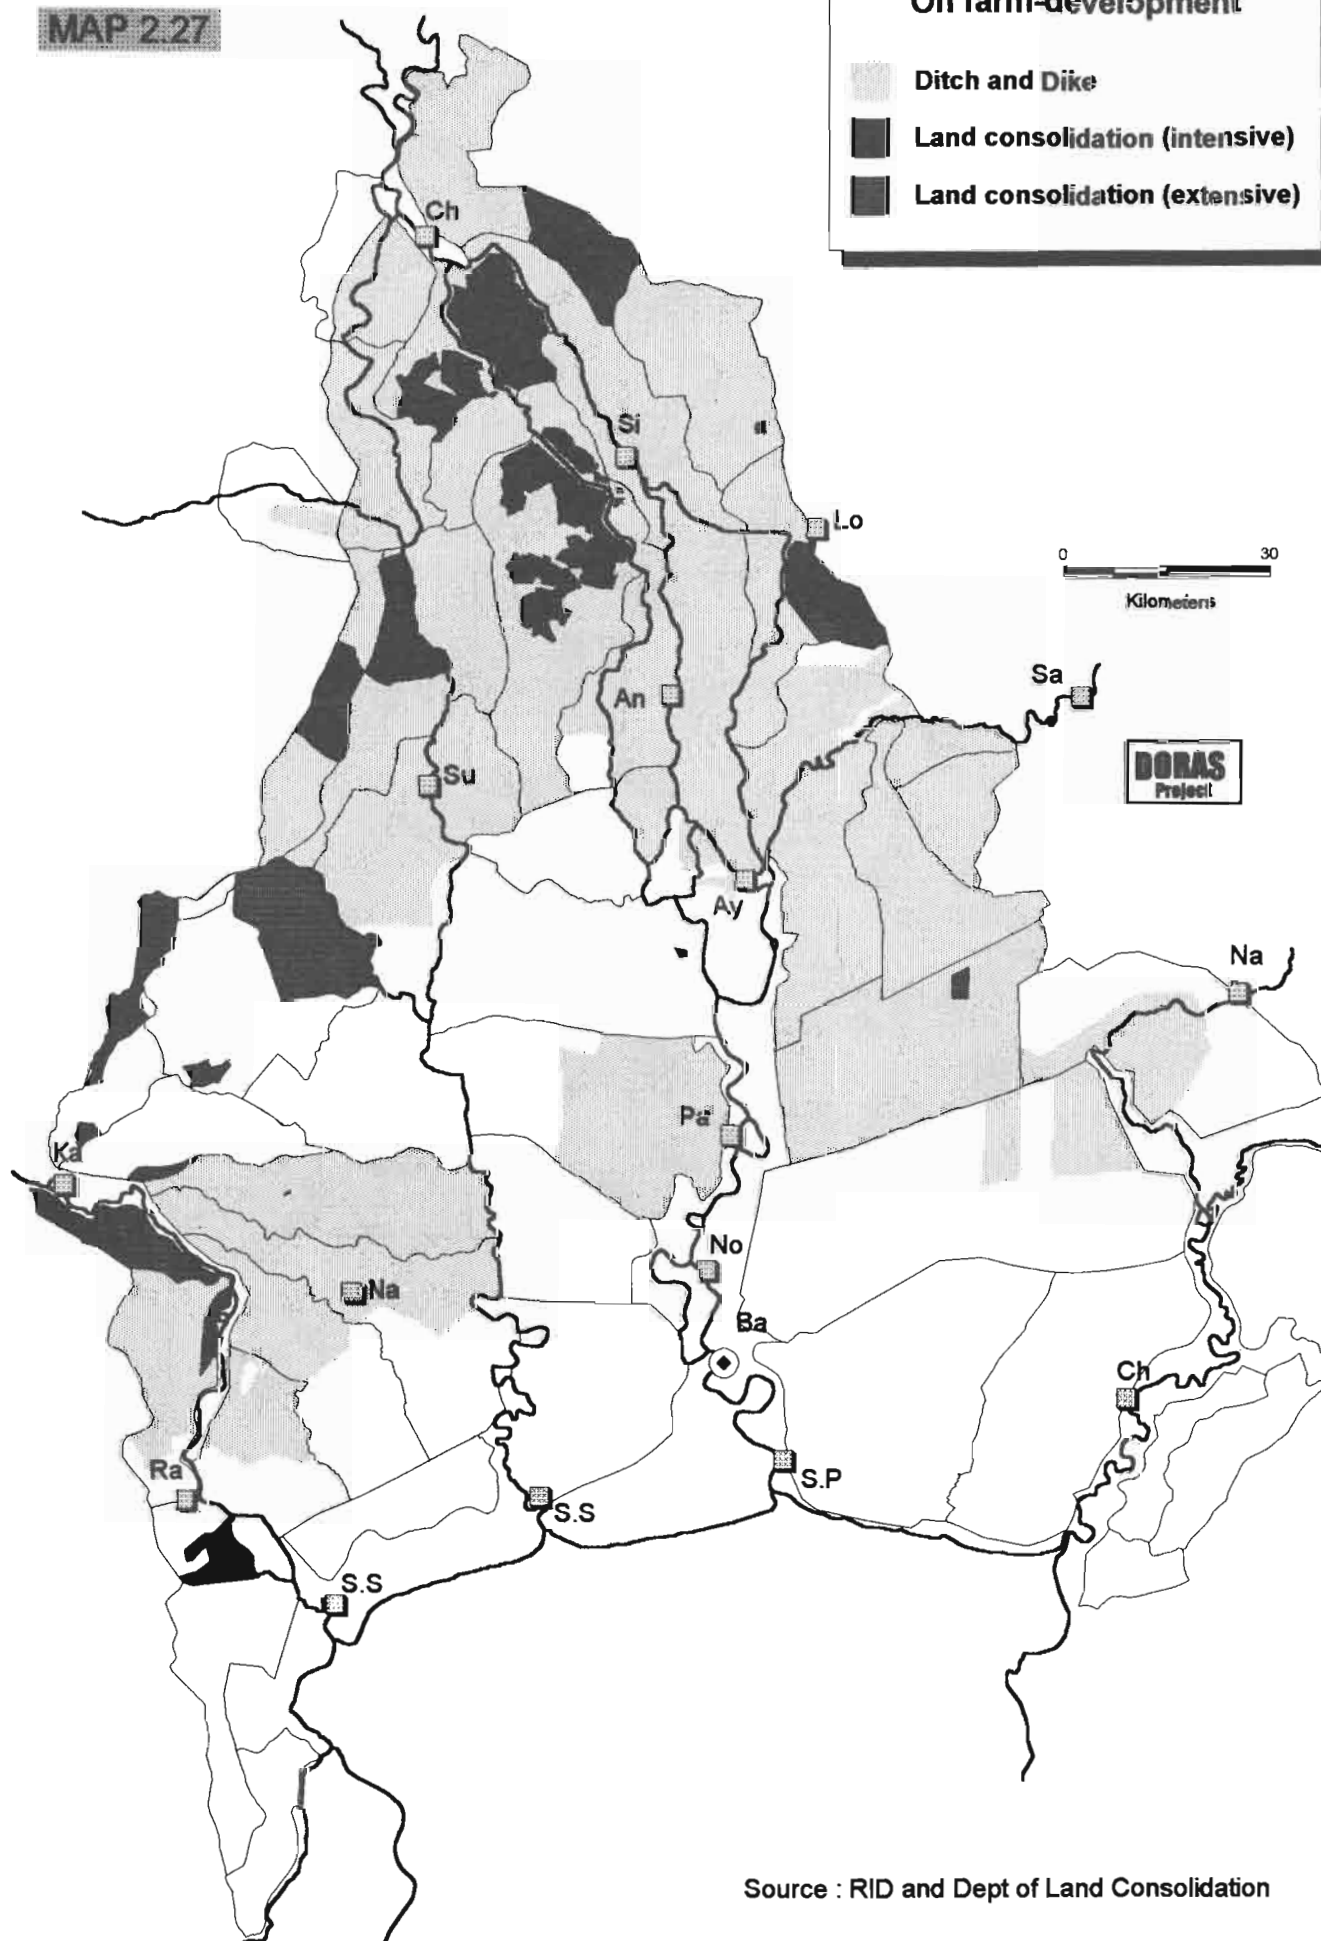 MAP 2.27
On farm-development
Ditch and Dike
Land consolidation (intensive)
Land consolidation (extensive)
Ch
Si
Lo
0 30
Kilometers
Sa
An
DORAS
Project
Su
Ay
Na
Pa
Ka
No
Na
Ba
Ch
Ra
S.P
S.S
S.S
Source : RID and Dept of Land Consolidation